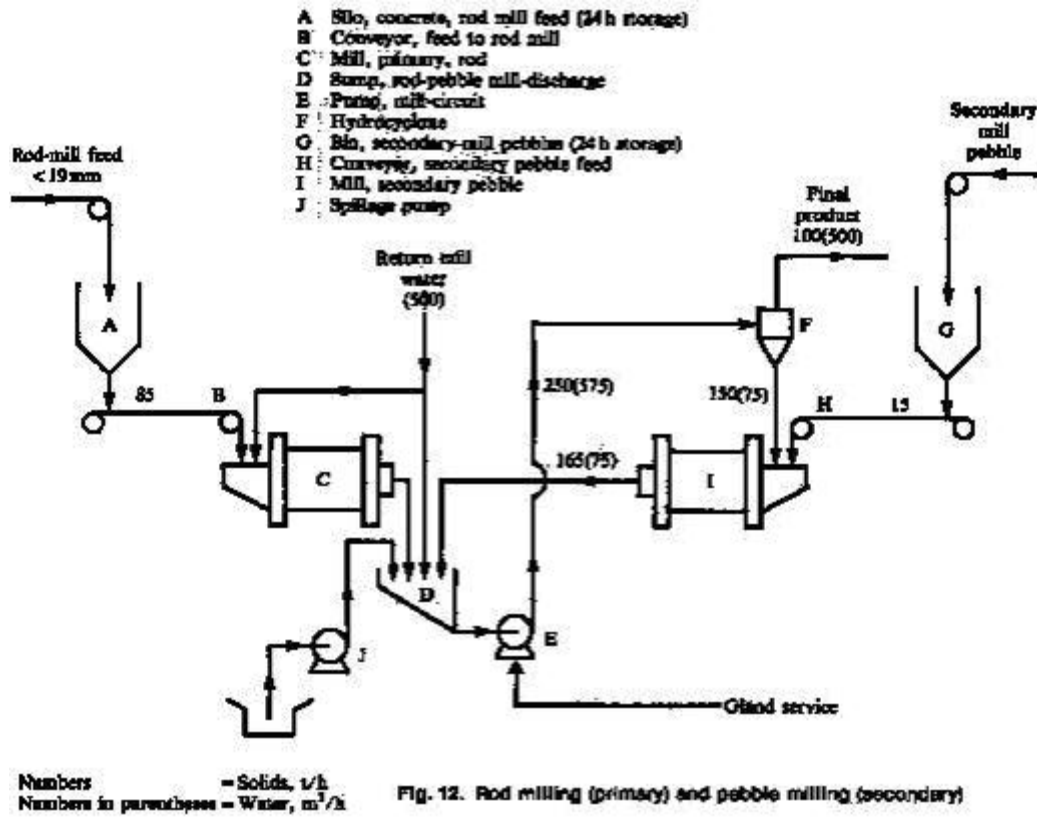 A Silo, concrete, rod mill feed (24 h storage)
B Conveyor, feed to rod mill
C Mill, primary, rod
D Sump, rod-pebble mill-discharge
E Pump, mill-circuit
F Hydrocyclone
G Bin, secondary-mill pebbles (24 h storage)
H Conveyer, secondary pebble feed
I Mill, secondary pebble
J Spillage pump
Secondary
mill
pebble
Rod-mill feed
< 19mm
Final
product
100(500)
Return mill
water
(500)
A
F
G
85
B
250(575)
150(75)
H
15
C
165(75)
I
D
J
E
Gland service
Numbers = Solids, t/h
Numbers in parentheses = Water, m³/h
Fig. 12. Rod milling (primary) and pebble milling (secondary)